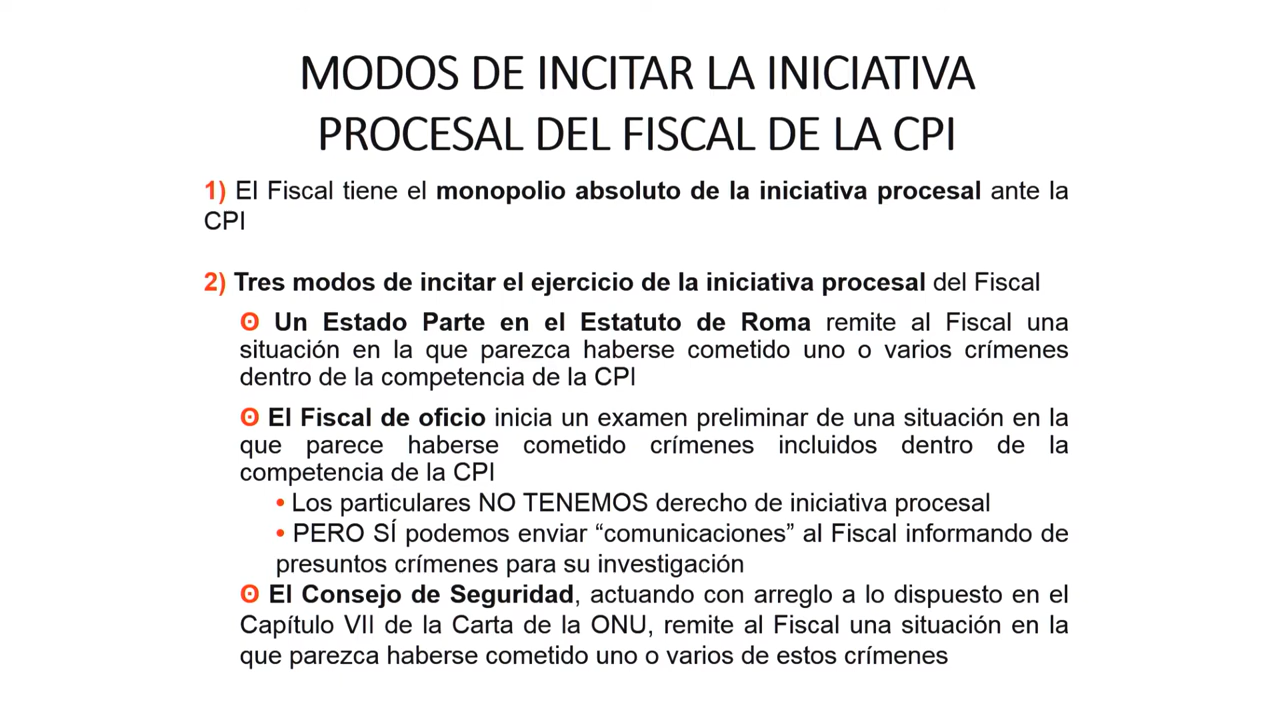 MODOS DE INCITAR LA INICIATIVA
PROCESAL DEL FISCAL DE LA CPI
1) El Fiscal tiene el monopolio absoluto de la iniciativa procesal ante la
CPI
2) Tres modos de incitar el ejercicio de la iniciativa procesal del Fiscal
ʘ Un Estado Parte en el Estatuto de Roma remite al Fiscal una
situación en la que parezca haberse cometido uno o varios crímenes
dentro de la competencia de la CPI
ʘ El Fiscal de oficio inicia un examen preliminar de una situación en la
que parece haberse cometido crímenes incluidos dentro de la
competencia de la CPI
• Los particulares NO TENEMOS derecho de iniciativa procesal
• PERO SÍ podemos enviar “comunicaciones” al Fiscal informando de
presuntos crímenes para su investigación
ʘ El Consejo de Seguridad, actuando con arreglo a lo dispuesto en el
Capítulo VII de la Carta de la ONU, remite al Fiscal una situación en la
que parezca haberse cometido uno o varios de estos crímenes